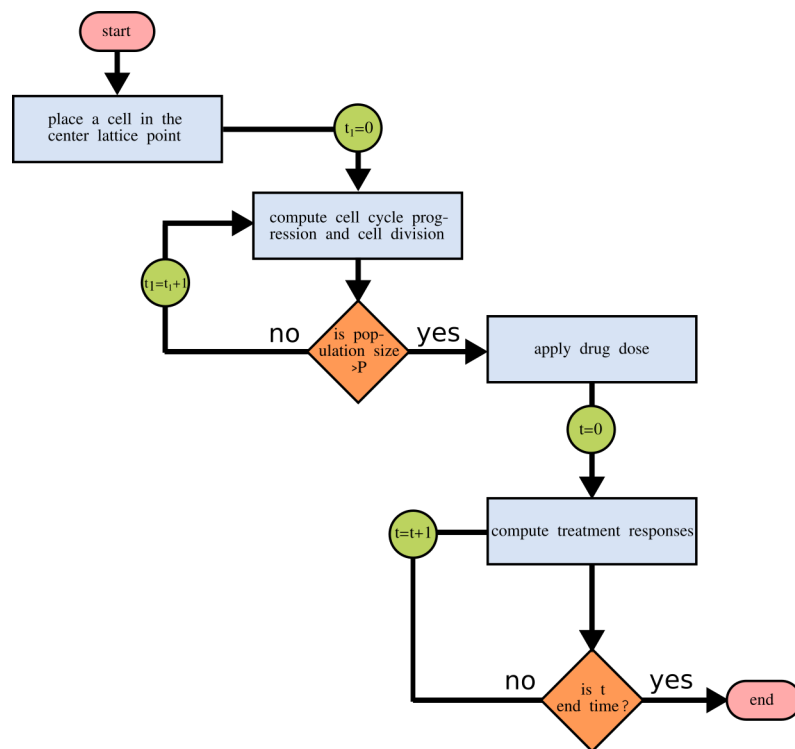 start
place a cell in the
center lattice point
t₁=0
compute cell cycle prog-
ression and cell division
t1=t₁+1
no
is pop-
ulation size
>P
yes
apply drug dose
t=0
compute treatment responses
t=t+1
no
is t
end time?
yes
end